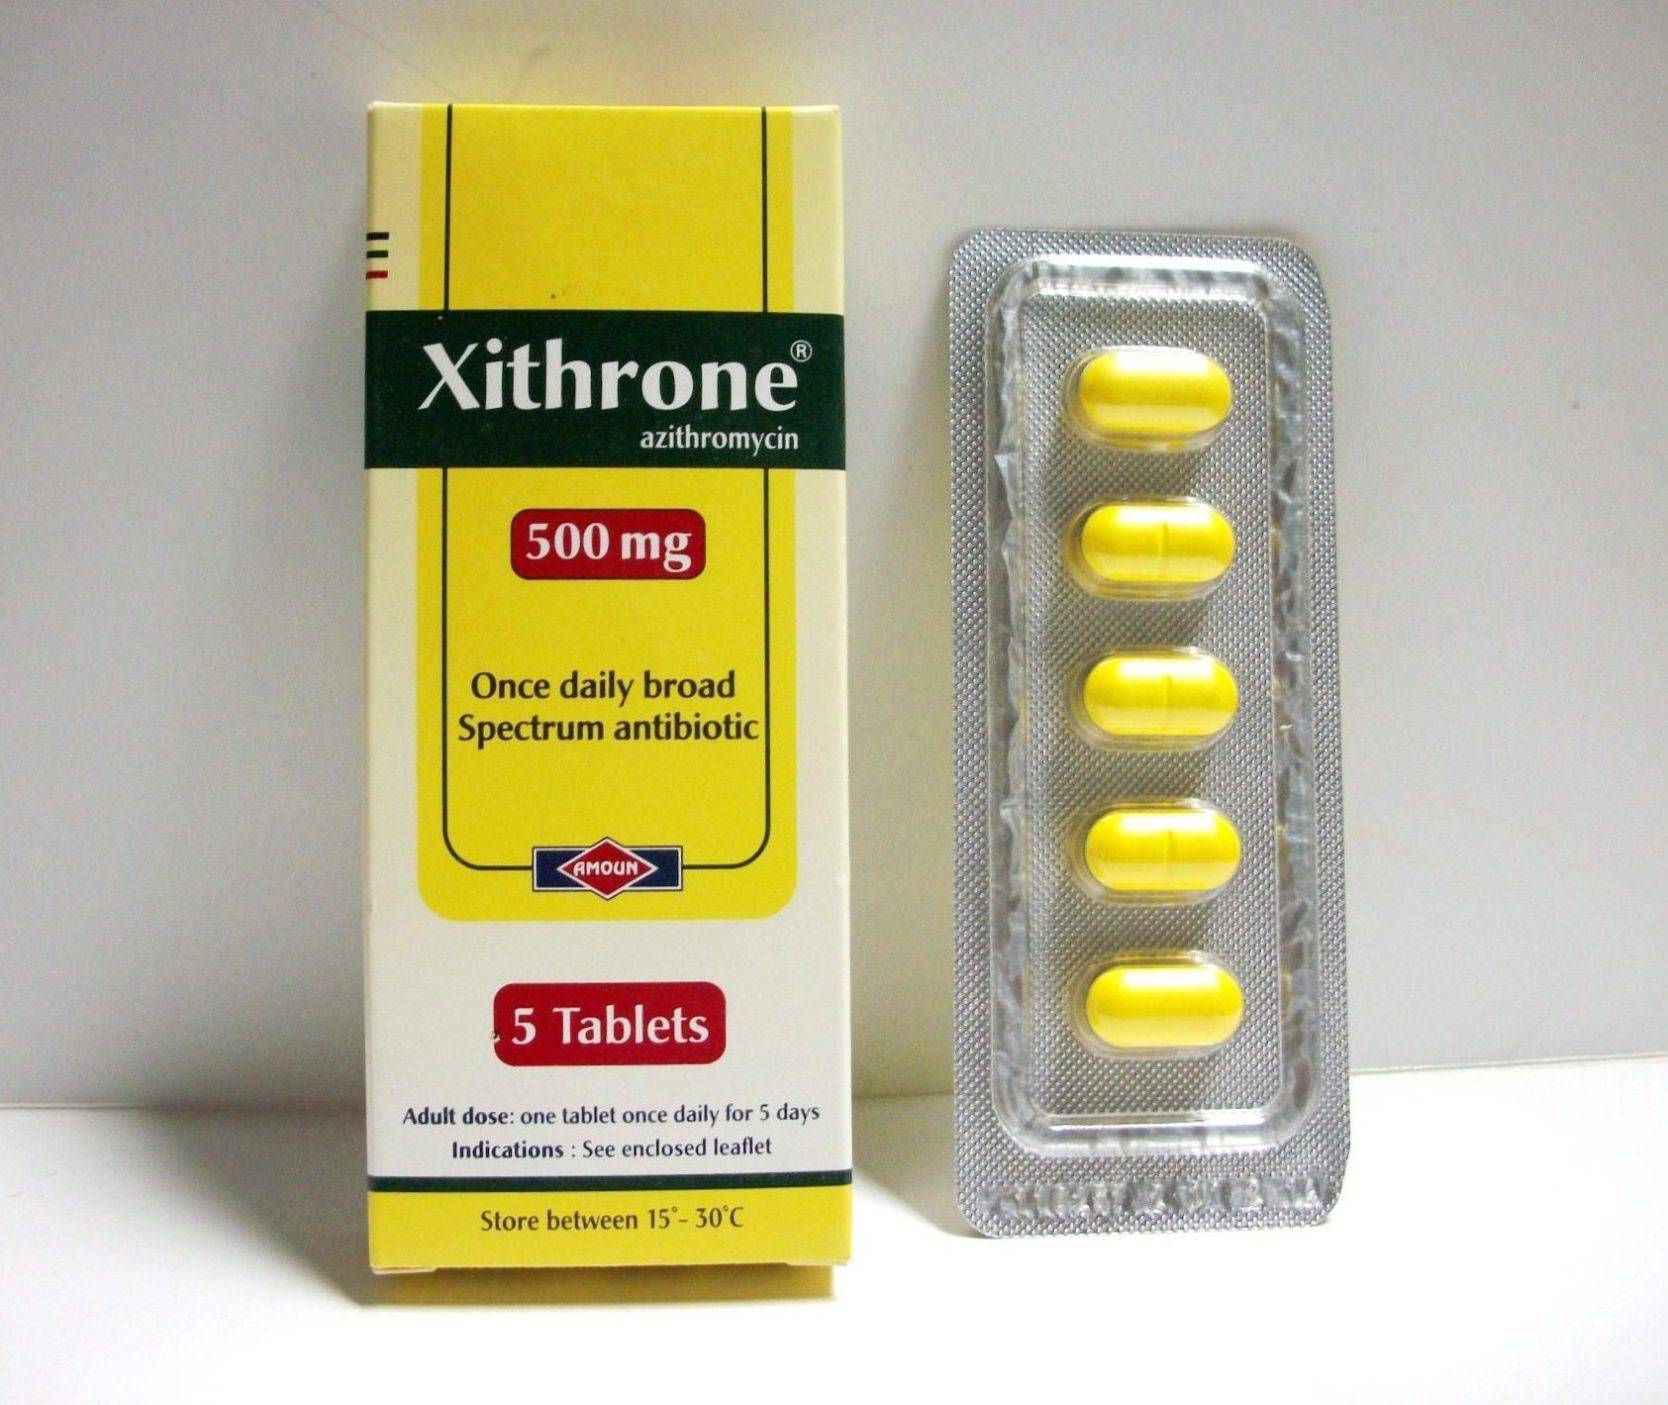 Xithrone®
azithromycin
500 mg
Once daily broad
Spectrum antibiotic
AMOUN
5 Tablets
Adult dose: one tablet once daily for 5 days
Indications : See enclosed leaflet
Store between 15°- 30°C